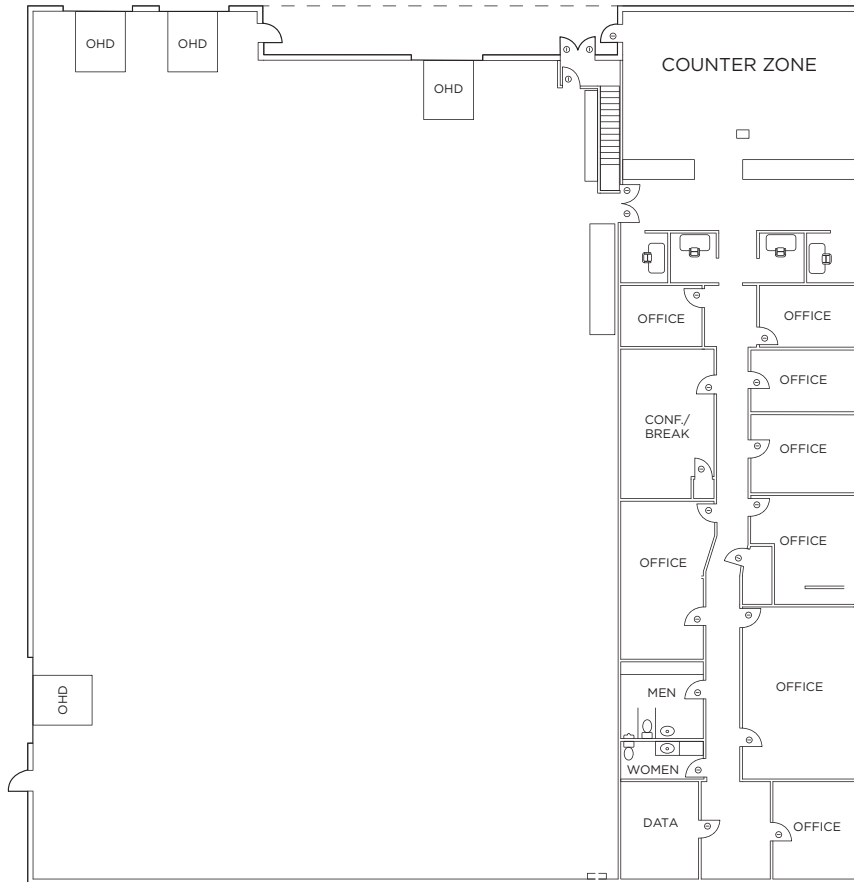 OHD
OHD
COUNTER ZONE
OHD
OFFICE
OFFICE
OFFICE
CONF./
BREAK
OFFICE
OFFICE
OFFICE
OHD
MEN
OFFICE
WOMEN
DATA
OFFICE